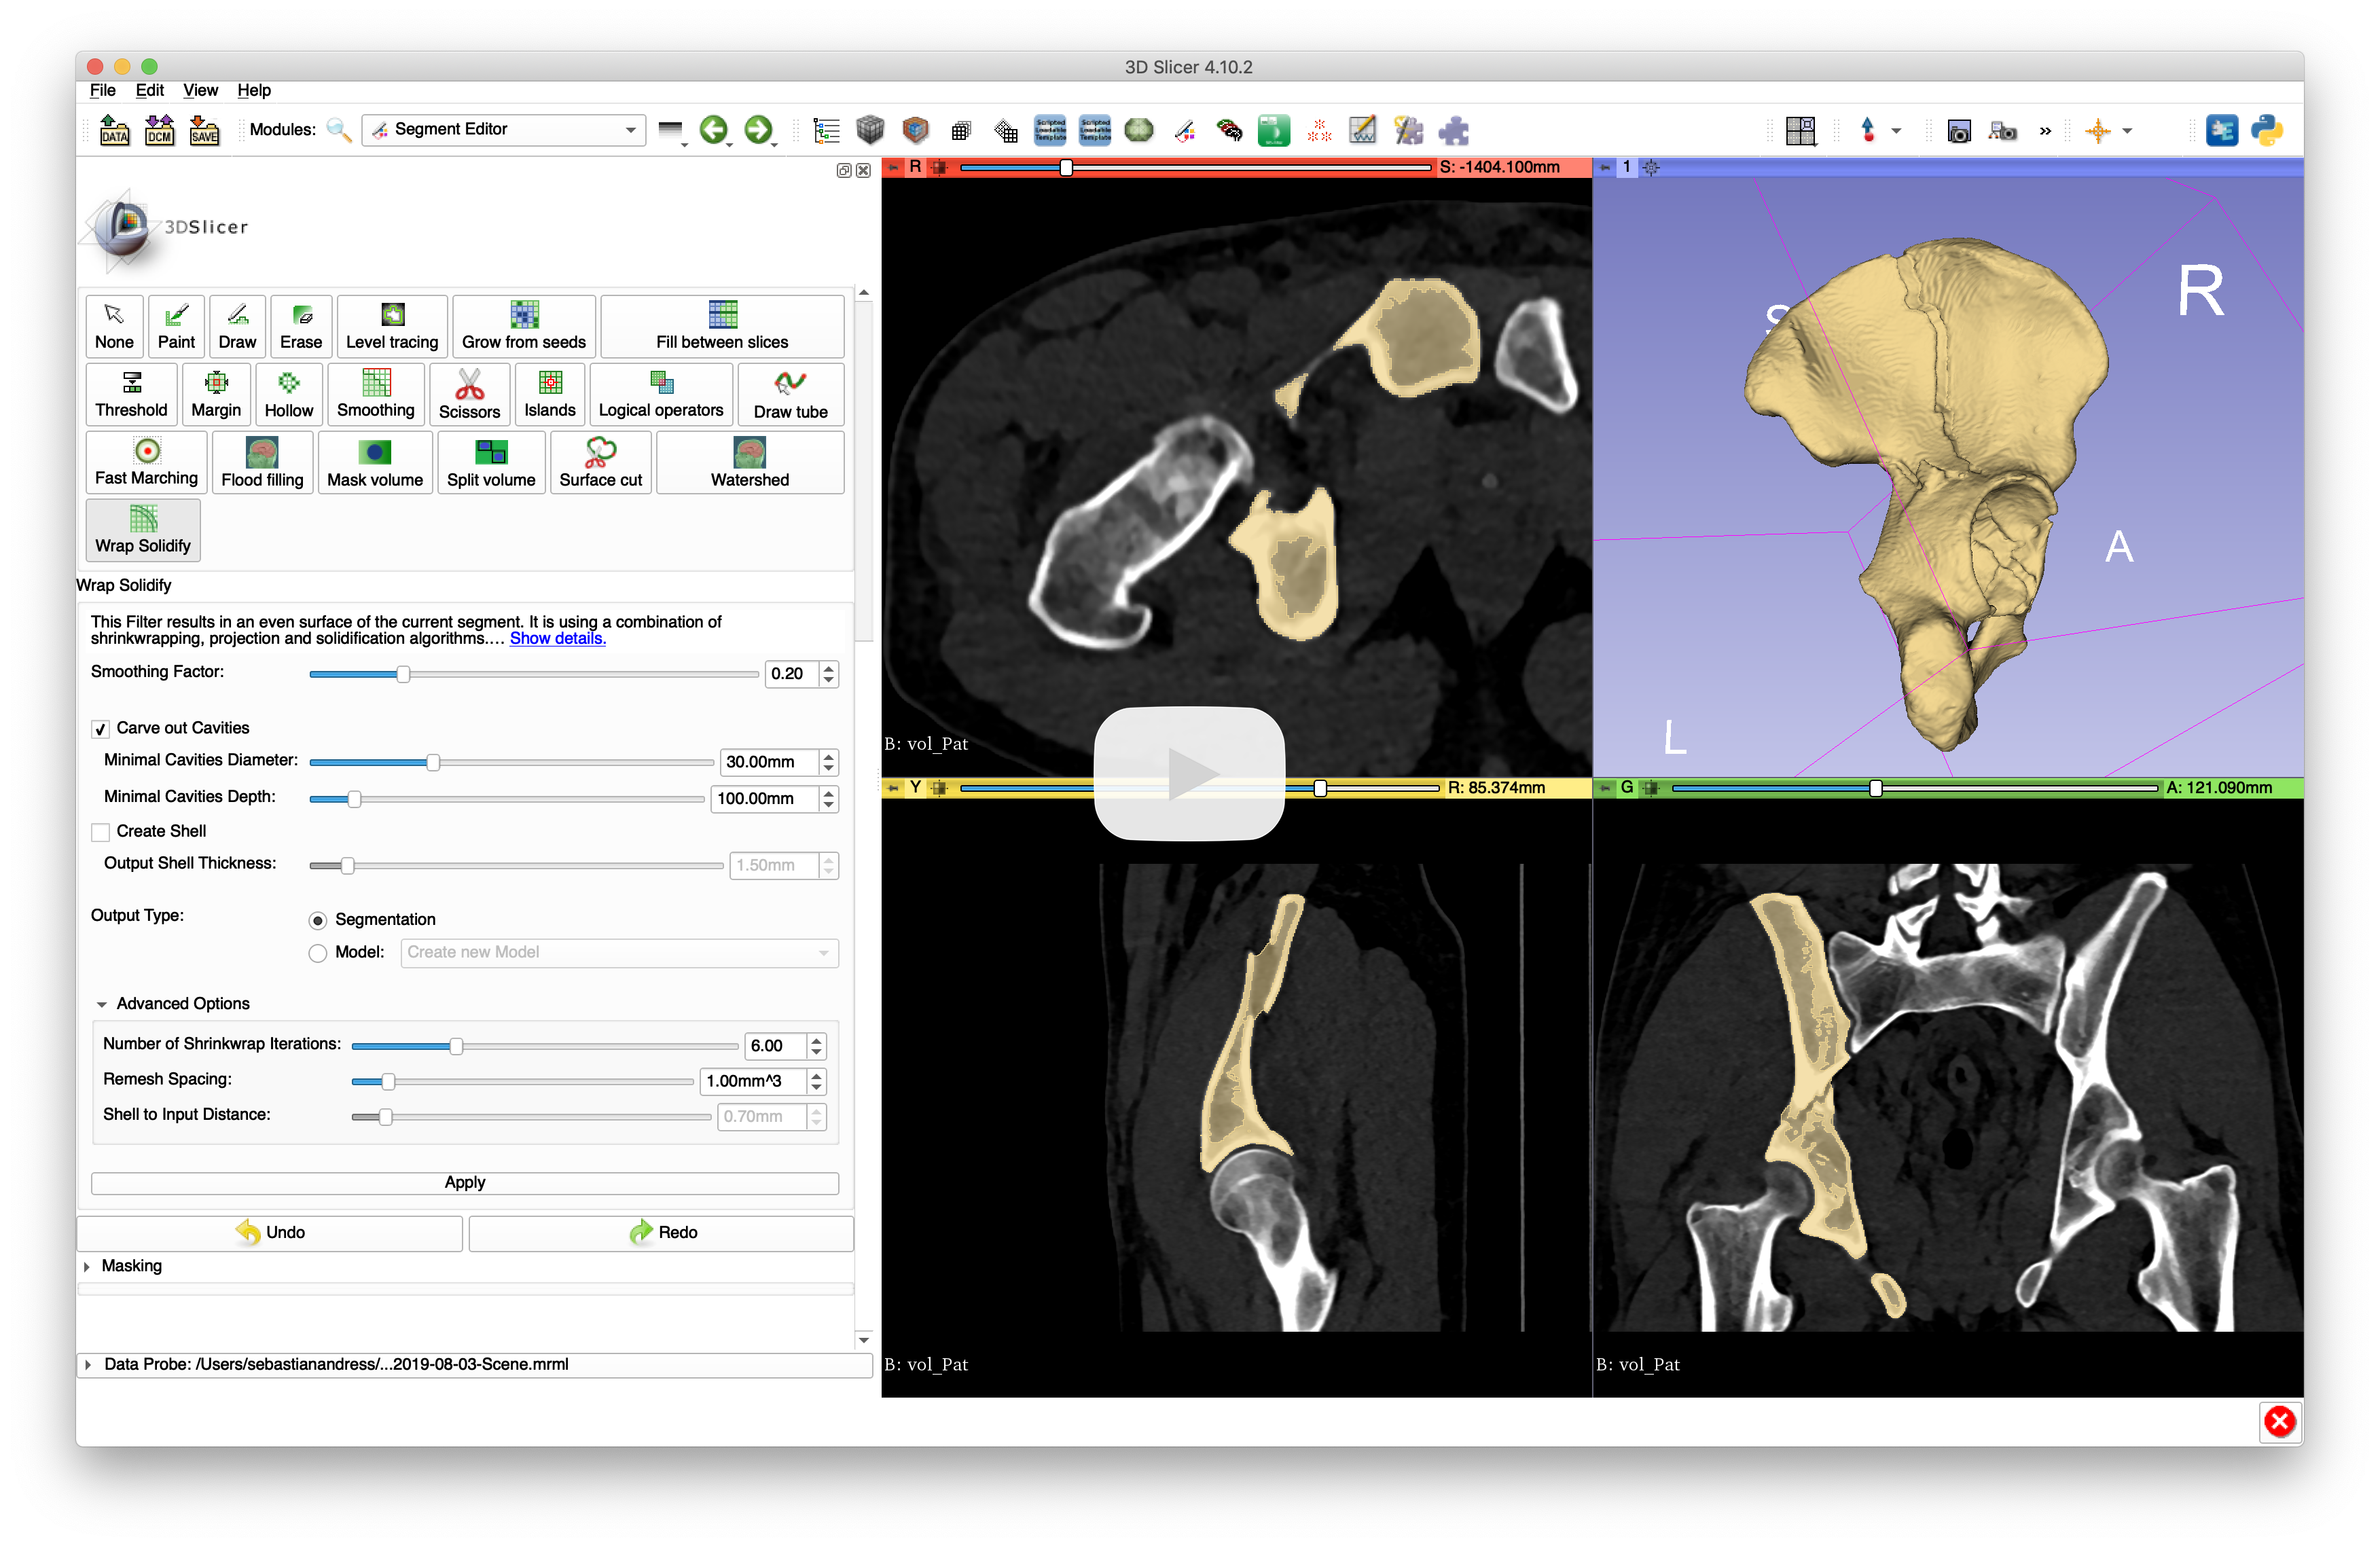 3D Slicer 4.10.2
File Edit View Help
DATA DCM SAVE Modules: Segment Editor
Scripted Loadable Template Scripted Loadable Template
3DSlicer
None Paint Draw Erase Level tracing Grow from seeds Fill between slices
Threshold Margin Hollow Smoothing Scissors Islands Logical operators Draw tube
Fast Marching Flood filling Mask volume Split volume Surface cut Watershed
Wrap Solidify
Wrap Solidify
This Filter results in an even surface of the current segment. It is using a combination of
shrinkwrapping, projection and solidification algorithms.... Show details.
Smoothing Factor: 0.20
Carve out Cavities
Minimal Cavities Diameter: 30.00mm
Minimal Cavities Depth: 100.00mm
Create Shell
Output Shell Thickness: 1.50mm
Output Type: Segmentation
Model: Create new Model
Advanced Options
Number of Shrinkwrap Iterations: 6.00
Remesh Spacing: 1.00mm^3
Shell to Input Distance: 0.70mm
Apply
Undo Redo
Masking
Data Probe: /Users/sebastianandress/...2019-08-03-Scene.mrml
R S: -1404.100mm
B: vol_Pat
1
S R
A
L
Y R: 85.374mm
B: vol_Pat
G A: 121.090mm
B: vol_Pat